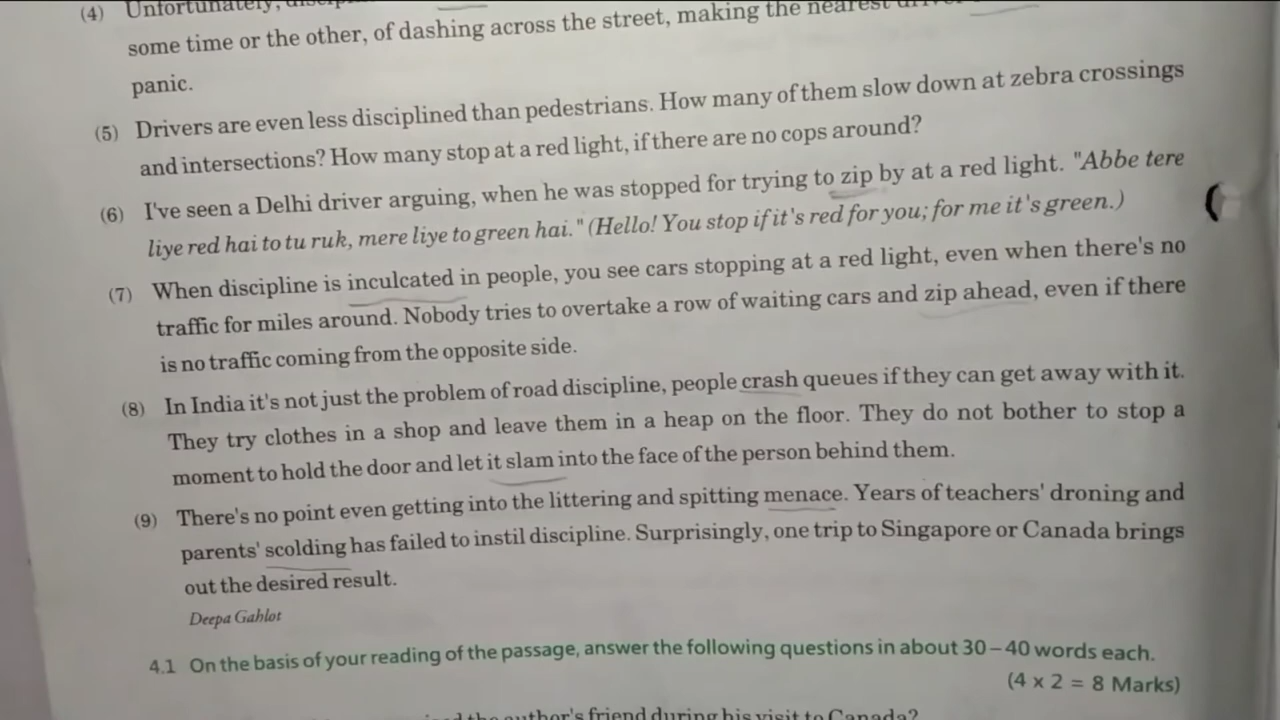 (4) Unfortunately,
some time or the other, of dashing across the street, making the nearest
panic.
(5) Drivers are even less disciplined than pedestrians. How many of them slow down at zebra crossings
and intersections? How many stop at a red light, if there are no cops around?
(6) I've seen a Delhi driver arguing, when he was stopped for trying to zip by at a red light. "Abbe tere
liye red hai to tu ruk, mere liye to green hai." (Hello! You stop if it's red for you; for me it's green.)
(7) When discipline is inculcated in people, you see cars stopping at a red light, even when there's no
traffic for miles around. Nobody tries to overtake a row of waiting cars and zip ahead, even if there
is no traffic coming from the opposite side.
(8) In India it's not just the problem of road discipline, people crash queues if they can get away with it.
They try clothes in a shop and leave them in a heap on the floor. They do not bother to stop a
moment to hold the door and let it slam into the face of the person behind them.
(9) There's no point even getting into the littering and spitting menace. Years of teachers' droning and
parents' scolding has failed to instil discipline. Surprisingly, one trip to Singapore or Canada brings
out the desired result.
Deepa Gahlot
4.1 On the basis of your reading of the passage, answer the following questions in about 30 – 40 words each.
(4 x 2 = 8 Marks)
the author's friend during his visit to Canada?